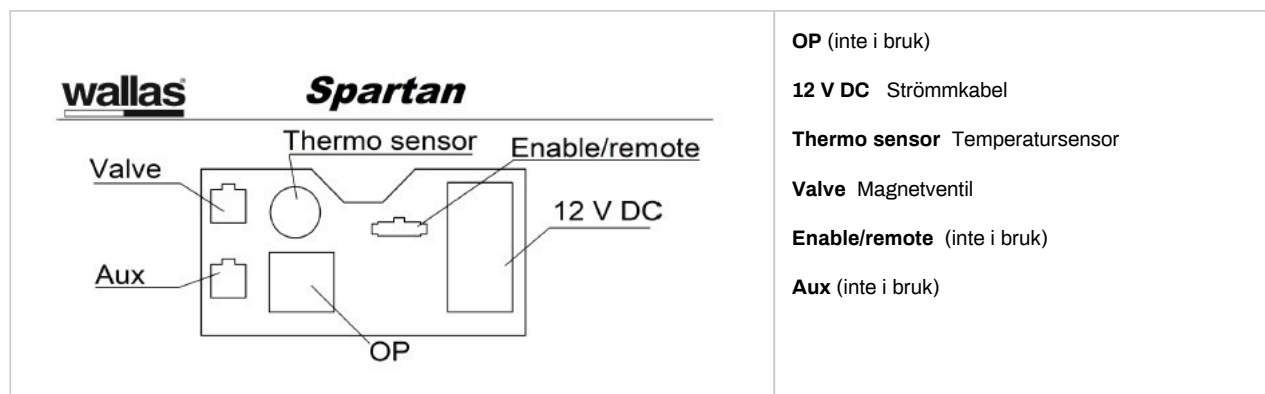 wallas Spartan
Thermo sensor
Enable/remote
Valve
12 V DC
Aux
OP
OP (inte i bruk)
12 V DC Strömmkabel
Thermo sensor Temperatursensor
Valve Magnetventil
Enable/remote (inte i bruk)
Aux (inte i bruk)